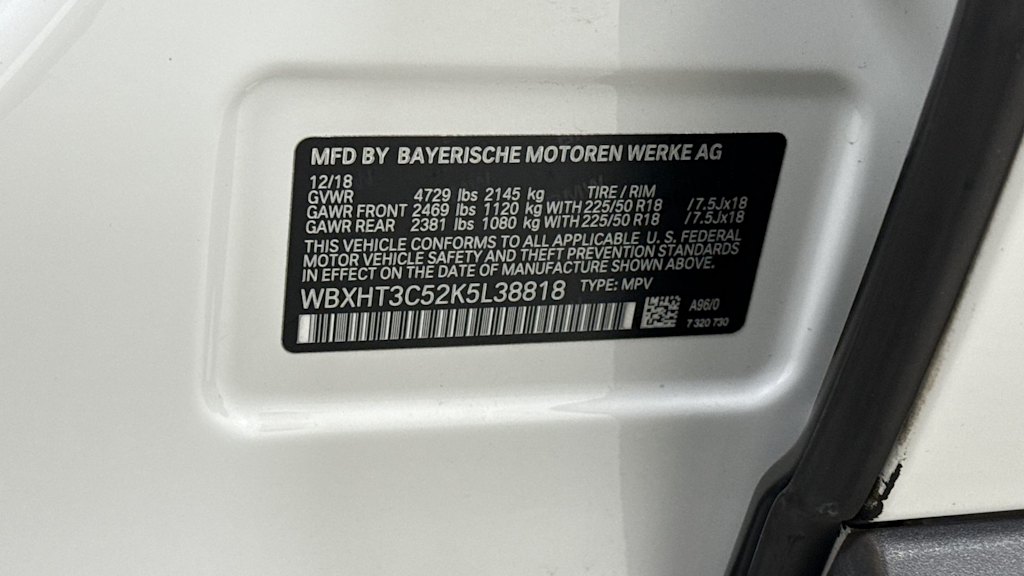 MFD BY BAYERISCHE MOTOREN WERKE AG
12/18
GVWR 4729 lbs 2145 kg TIRE / RIM
GAWR FRONT 2469 lbs 1120 kg WITH 225/50 R18 /7.5Jx18
GAWR REAR 2381 lbs 1080 kg WITH 225/50 R18 /7.5Jx18
THIS VEHICLE CONFORMS TO ALL APPLICABLE U. S. FEDERAL
MOTOR VEHICLE SAFETY AND THEFT PREVENTION STANDARDS
IN EFFECT ON THE DATE OF MANUFACTURE SHOWN ABOVE.
WBXHT3C52K5L38818 TYPE: MPV
A96/0
7 320 730